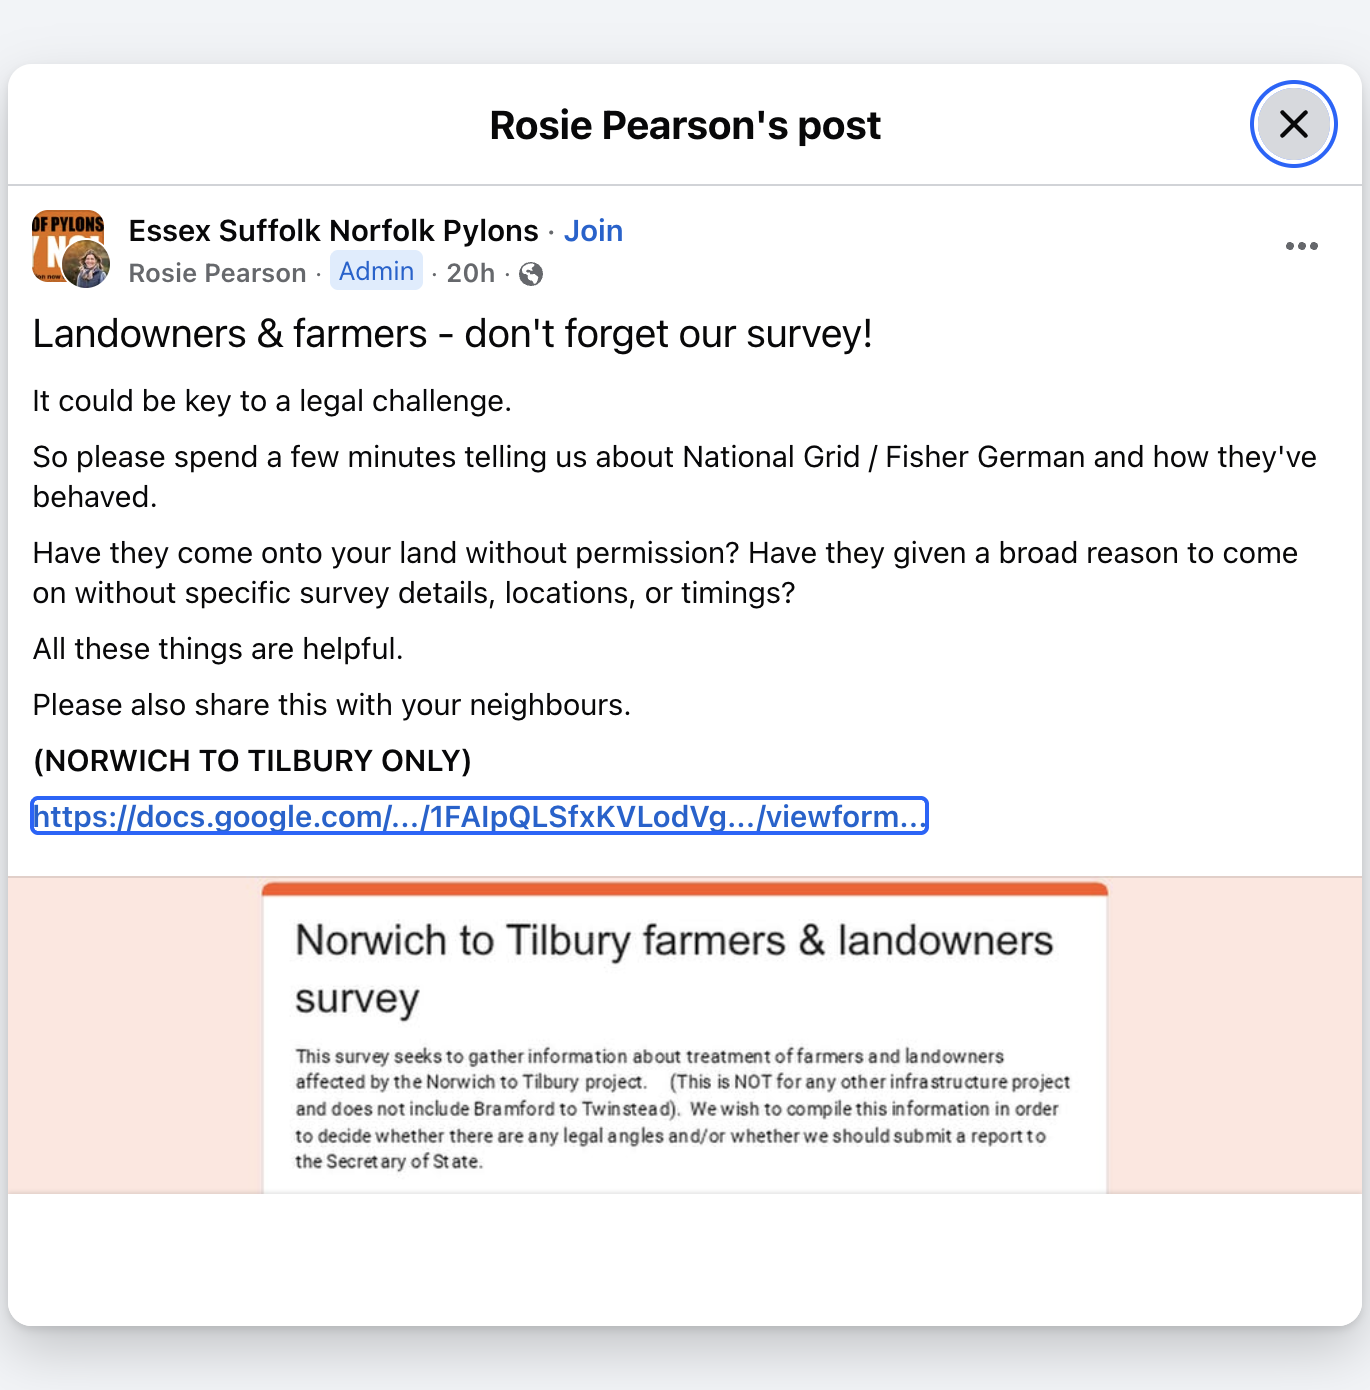 Rosie Pearson's post
OF PYLONS
Essex Suffolk Norfolk Pylons · Join
Rosie Pearson · Admin · 20h ·
Landowners & farmers - don't forget our survey!
It could be key to a legal challenge.
So please spend a few minutes telling us about National Grid / Fisher German and how they've
behaved.
Have they come onto your land without permission? Have they given a broad reason to come
on without specific survey details, locations, or timings?
All these things are helpful.
Please also share this with your neighbours.
(NORWICH TO TILBURY ONLY)
https://docs.google.com/.../1FAIpQLSfxKVLodVg.../viewform...
Norwich to Tilbury farmers & landowners
survey
This survey seeks to gather information about treatment of farmers and landowners
affected by the Norwich to Tilbury project. (This is NOT for any other infrastructure project
and does not include Bramford to Twinstead). We wish to compile this information in order
to decide whether there are any legal angles and/or whether we should submit a report to
the Secretary of State.